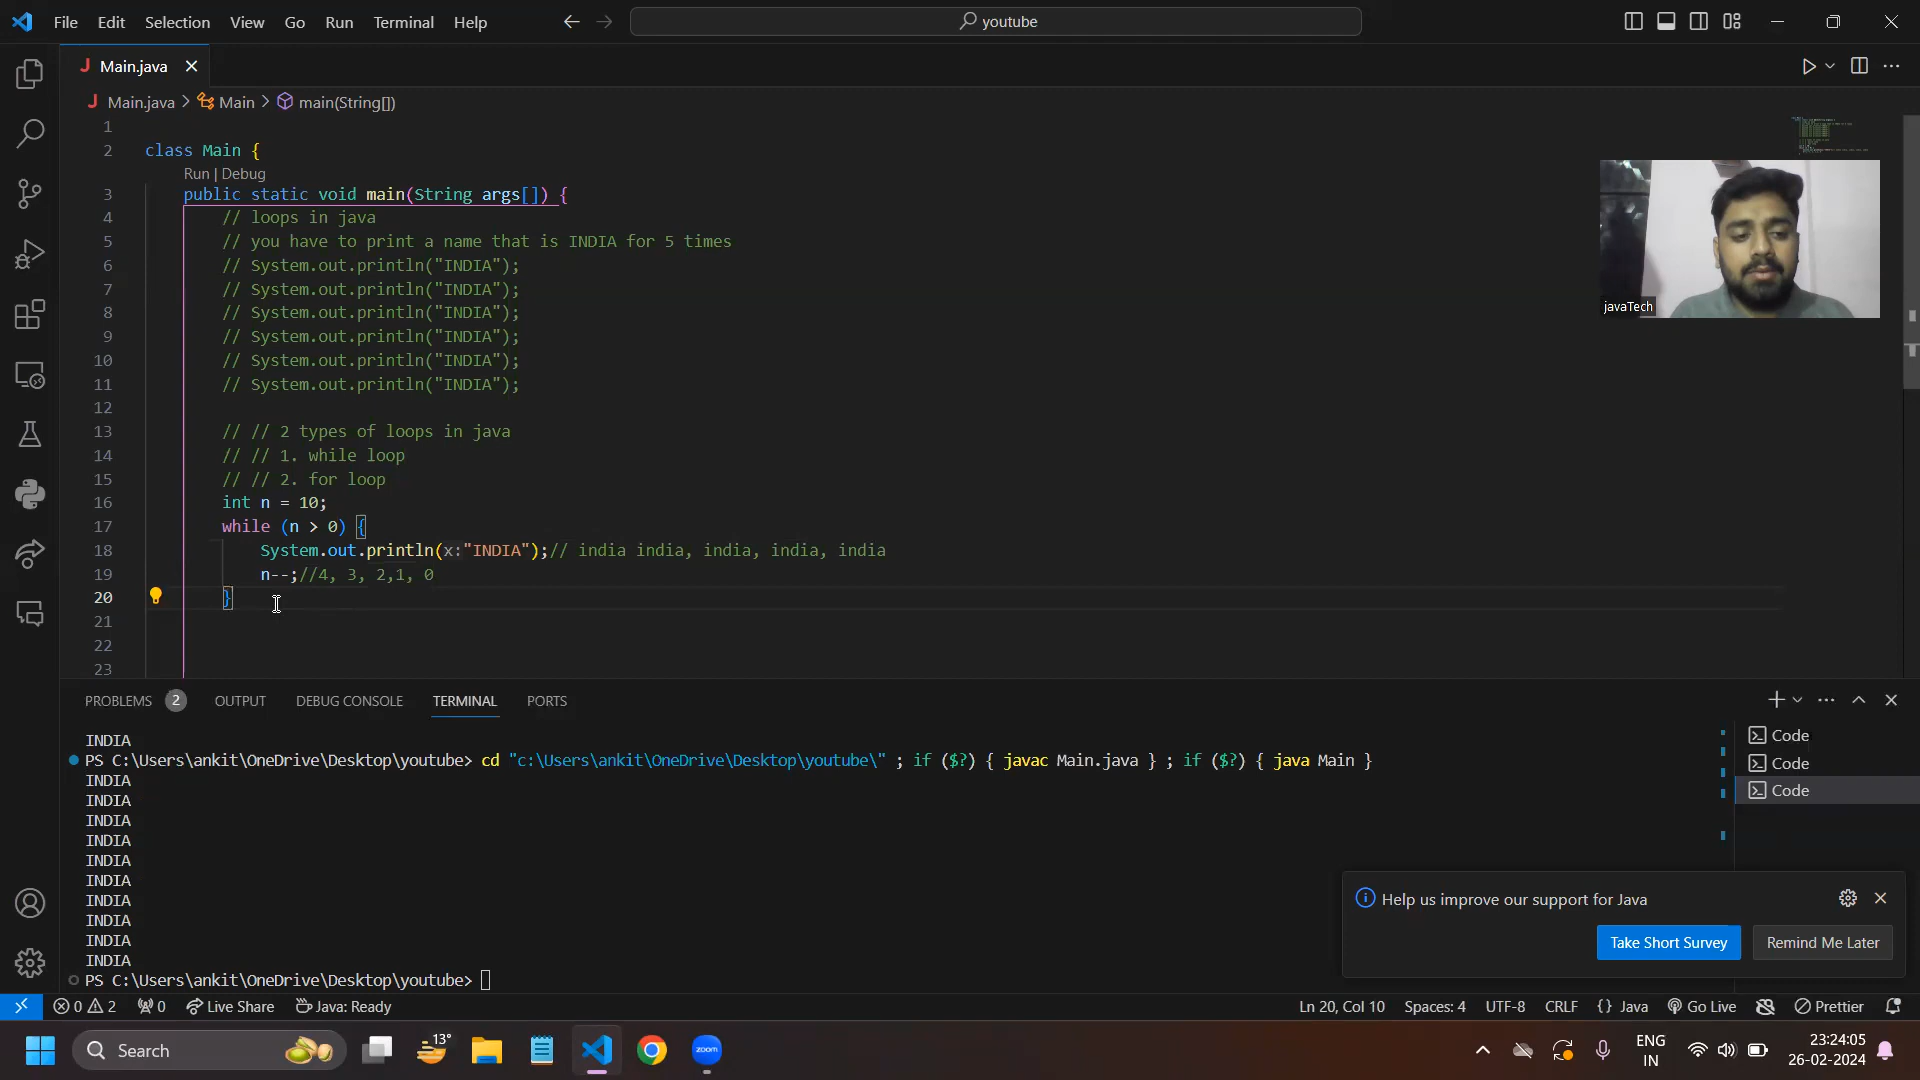 File Edit Selection View Go Run Terminal Help
youtube
J Main.java
J Main.java > Main > main(String[])
1
2 class Main {
Run | Debug
3 public static void main(String args[]) {
4 // loops in java
5 // you have to print a name that is INDIA for 5 times
6 // System.out.println("INDIA");
7 // System.out.println("INDIA");
8 // System.out.println("INDIA");
9 // System.out.println("INDIA");
10 // System.out.println("INDIA");
11 // System.out.println("INDIA");
12
13 // // 2 types of loops in java
14 // // 1. while loop
15 // // 2. for loop
16 int n = 10;
17 while (n > 0) {
18 System.out.println(x:"INDIA");// india india, india, india, india
19 n--;//4, 3, 2,1, 0
20 }
21
22
23
javaTech
PROBLEMS 2 OUTPUT DEBUG CONSOLE TERMINAL PORTS
INDIA
PS C:\Users\ankit\OneDrive\Desktop\youtube> cd "c:\Users\ankit\OneDrive\Desktop\youtube\" ; if ($?) { javac Main.java } ; if ($?) { java Main }
INDIA
INDIA
INDIA
INDIA
INDIA
INDIA
INDIA
INDIA
INDIA
INDIA
PS C:\Users\ankit\OneDrive\Desktop\youtube>
Code
Code
Code
Help us improve our support for Java
Take Short Survey Remind Me Later
0 2 0 Live Share Java: Ready Ln 20, Col 10 Spaces: 4 UTF-8 CRLF {} Java Go Live Prettier
Search 13° zoom ENG IN 23:24:05 26-02-2024